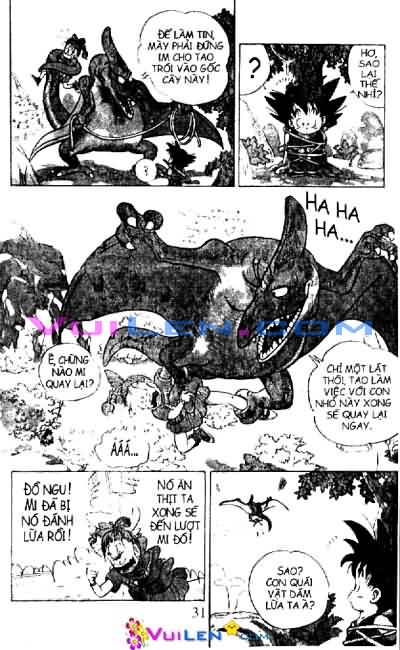 ĐỂ LÀM TIN,
MÀY PHẢI ĐỨNG
IM CHO TAO
TRÓI VÀO GỐC
CÂY NÀY!
?
?
HƠ,
SAO
LẠI
THẾ
NHỈ?
HA HA
HA...
VUILEN.COM
Ê, CHỪNG
NÀO MI
QUAY LẠI?
CHỈ MỘT LÁT
THÔI, TAO LÀM
VIỆC VỚI CON
NHỎ NÀY XONG
SẼ QUAY LẠI
NGAY.
ÁÁÁ...
ĐỒ NGU!
MI ĐÃ BỊ
NÓ ĐÁNH
LỪA RỒI!
NÓ ĂN
THỊT TA
XONG SẼ
ĐẾN LƯỢT
MI ĐÓ!
SAO?
CON QUÁI
VẬT DÁM
LỪA TA À?
31
VUILEN.COM